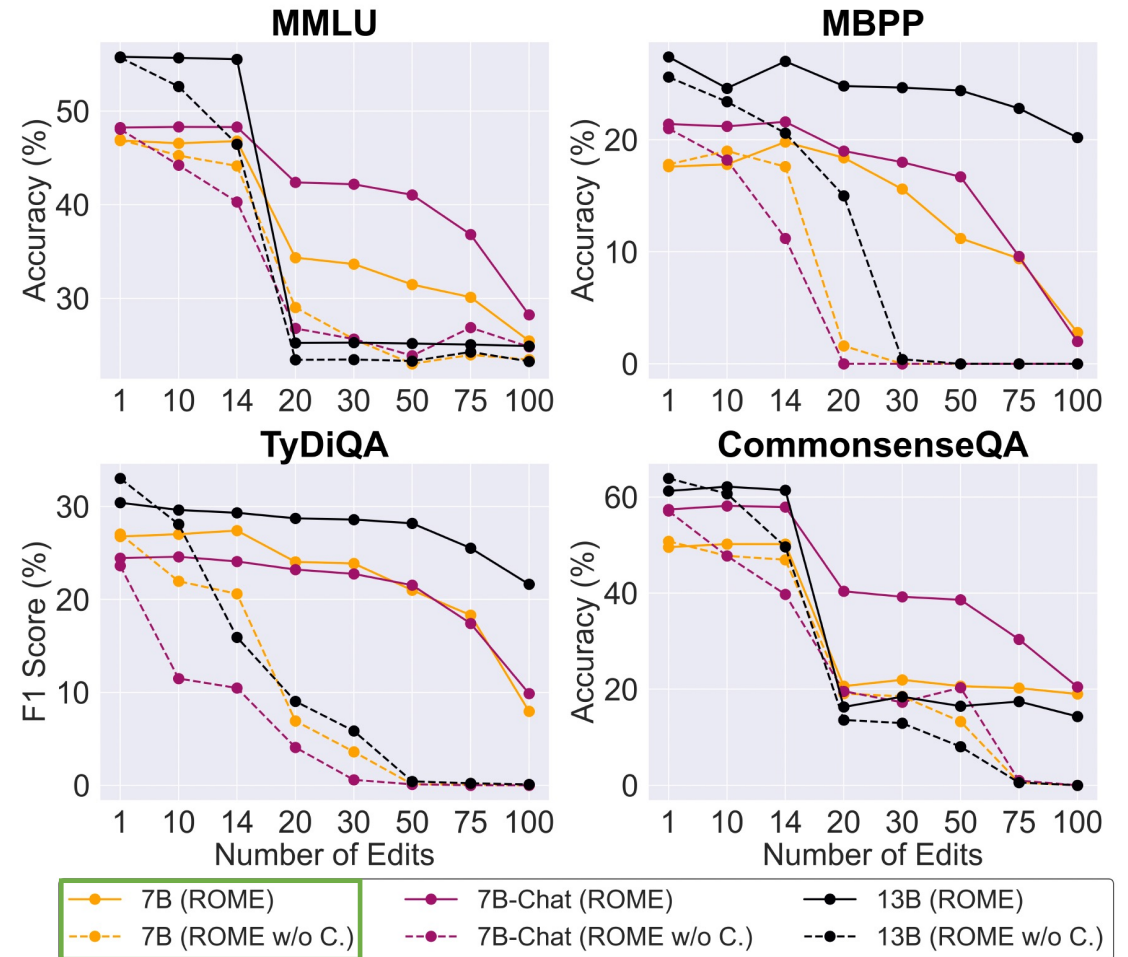 MMLU
MBPP
Accuracy (%)
50
40
30
1 10 14 20 30 50 75 100
Accuracy (%)
20
10
0
1 10 14 20 30 50 75 100
TyDiQA
CommonsenseQA
F1 Score (%)
30
20
10
0
1 10 14 20 30 50 75 100
Number of Edits
Accuracy (%)
60
40
20
0
1 10 14 20 30 50 75 100
Number of Edits
7B (ROME)
7B-Chat (ROME)
13B (ROME)
7B (ROME w/o C.)
7B-Chat (ROME w/o C.)
13B (ROME w/o C.)